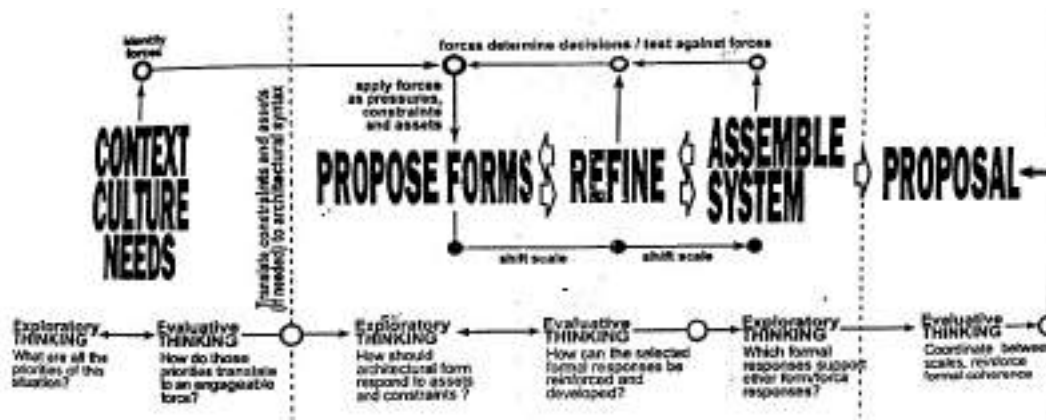 identify
forces
forces determine decisions / test against forces
apply forces
as pressures,
constraints
and assets
Translate constraints and assets
(if needed) to architectural syntax
CONTEXT
CULTURE
NEEDS
PROPOSE FORMS
REFINE
ASSEMBLE
SYSTEM
PROPOSAL
shift scale
shift scale
Exploratory
THINKING
What are all the
priorities of this
situation?
Evaluative
THINKING
How do those
priorities translate
to an engageable
force?
Exploratory
THINKING
How should
architectural form
respond to assets
and constraints ?
Evaluative
THINKING
How can the selected
formal responses be
reinforced and
developed?
Exploratory
THINKING
Which formal
responses support
other form/force
responses?
Evaluative
THINKING
Coordinate between
scales, reinforce
formal coherence